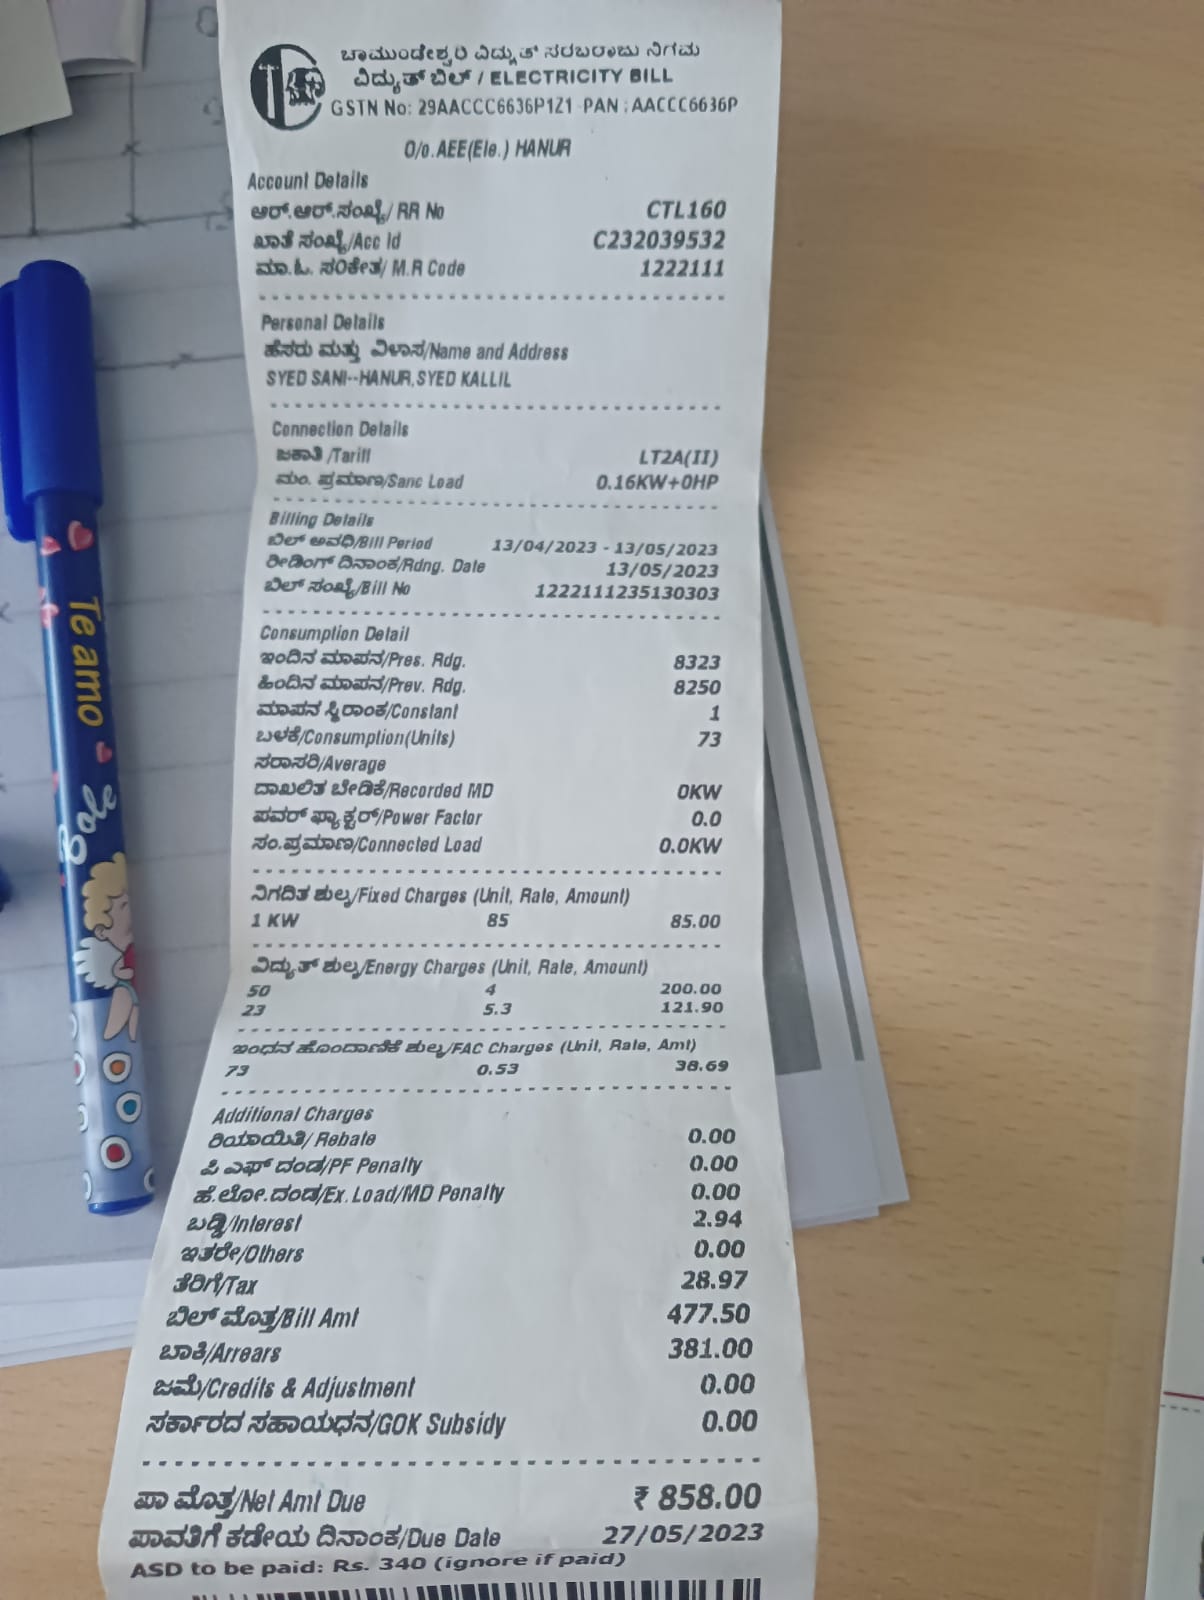 ಚಾಮುಂಡೇಶ್ವರಿ ವಿದ್ಯುತ್ ಸರಬರಾಜು ನಿಗಮ
ವಿದ್ಯುತ್ ಬಿಲ್ / ELECTRICITY BILL
GSTN No: 29AACCC6636P1Z1 PAN : AACCC6636P
O/o.AEE(Ele.) HANUR
Account Details
ಆರ್.ಆರ್.ಸಂಖ್ಯೆ/ RR No CTL160
ಖಾತೆ ಸಂಖ್ಯೆ/Acc Id C232039532
ಮಾ.ಓ. ಸಂಕೇತ/ M.R Code 1222111
Personal Details
ಹೆಸರು ಮತ್ತು ವಿಳಾಸ/Name and Address
SYED SANI--HANUR,SYED KALLIL
Connection Details
ಜಕಾತಿ /Tariff LT2A(II)
ಮಂ. ಪ್ರಮಾಣ/Sanc Load 0.16KW+0HP
Billing Details
ಬಿಲ್ ಅವಧಿ/Bill Period 13/04/2023 - 13/05/2023
ರೀಡಿಂಗ್ ದಿನಾಂಕ/Rdng. Date 13/05/2023
ಬಿಲ್ ಸಂಖ್ಯೆ/Bill No 1222111235130303
Consumption Detail
ಇಂದಿನ ಮಾಪನ/Pres. Rdg. 8323
ಹಿಂದಿನ ಮಾಪನ/Prev. Rdg. 8250
ಮಾಪನ ಸ್ಥಿರಾಂಕ/Constant 1
ಬಳಕೆ/Consumption(Units) 73
ಸರಾಸರಿ/Average
ದಾಖಲಿತ ಬೇಡಿಕೆ/Recorded MD 0KW
ಪವರ್ ಫ್ಯಾಕ್ಟರ್/Power Factor 0.0
ಸಂ.ಪ್ರಮಾಣ/Connected Load 0.0KW
ನಿಗದಿತ ಶುಲ್ಕ/Fixed Charges (Unit, Rate, Amount)
1 KW 85 85.00
ವಿದ್ಯುತ್ ಶುಲ್ಕ/Energy Charges (Unit, Rate, Amount)
50 4 200.00
23 5.3 121.90
ಇಂಧನ ಹೊಂದಾಣಿಕೆ ಶುಲ್ಕ/FAC Charges (Unit, Rate, Amt)
73 0.53 38.69
Additional Charges
ರಿಯಾಯಿತಿ/ Rebate 0.00
ಪಿ ಎಫ್ ದಂಡ/PF Penalty 0.00
ಹೆ.ಲೋ.ದಂಡ/Ex. Load/MD Penalty 0.00
ಬಡ್ಡಿ/Interest 2.94
ಇತರೇ/Others 0.00
ತೆರಿಗೆ/Tax 28.97
ಬಿಲ್ ಮೊತ್ತ/Bill Amt 477.50
ಬಾಕಿ/Arrears 381.00
ಜಮೆ/Credits & Adjustment 0.00
ಸರ್ಕಾರದ ಸಹಾಯಧನ/GOK Subsidy 0.00
ಪಾ ಮೊತ್ತ/Net Amt Due ₹ 858.00
ಪಾವತಿಗೆ ಕಡೇಯ ದಿನಾಂಕ/Due Date 27/05/2023
ASD to be paid: Rs. 340 (ignore if paid)
Te amo